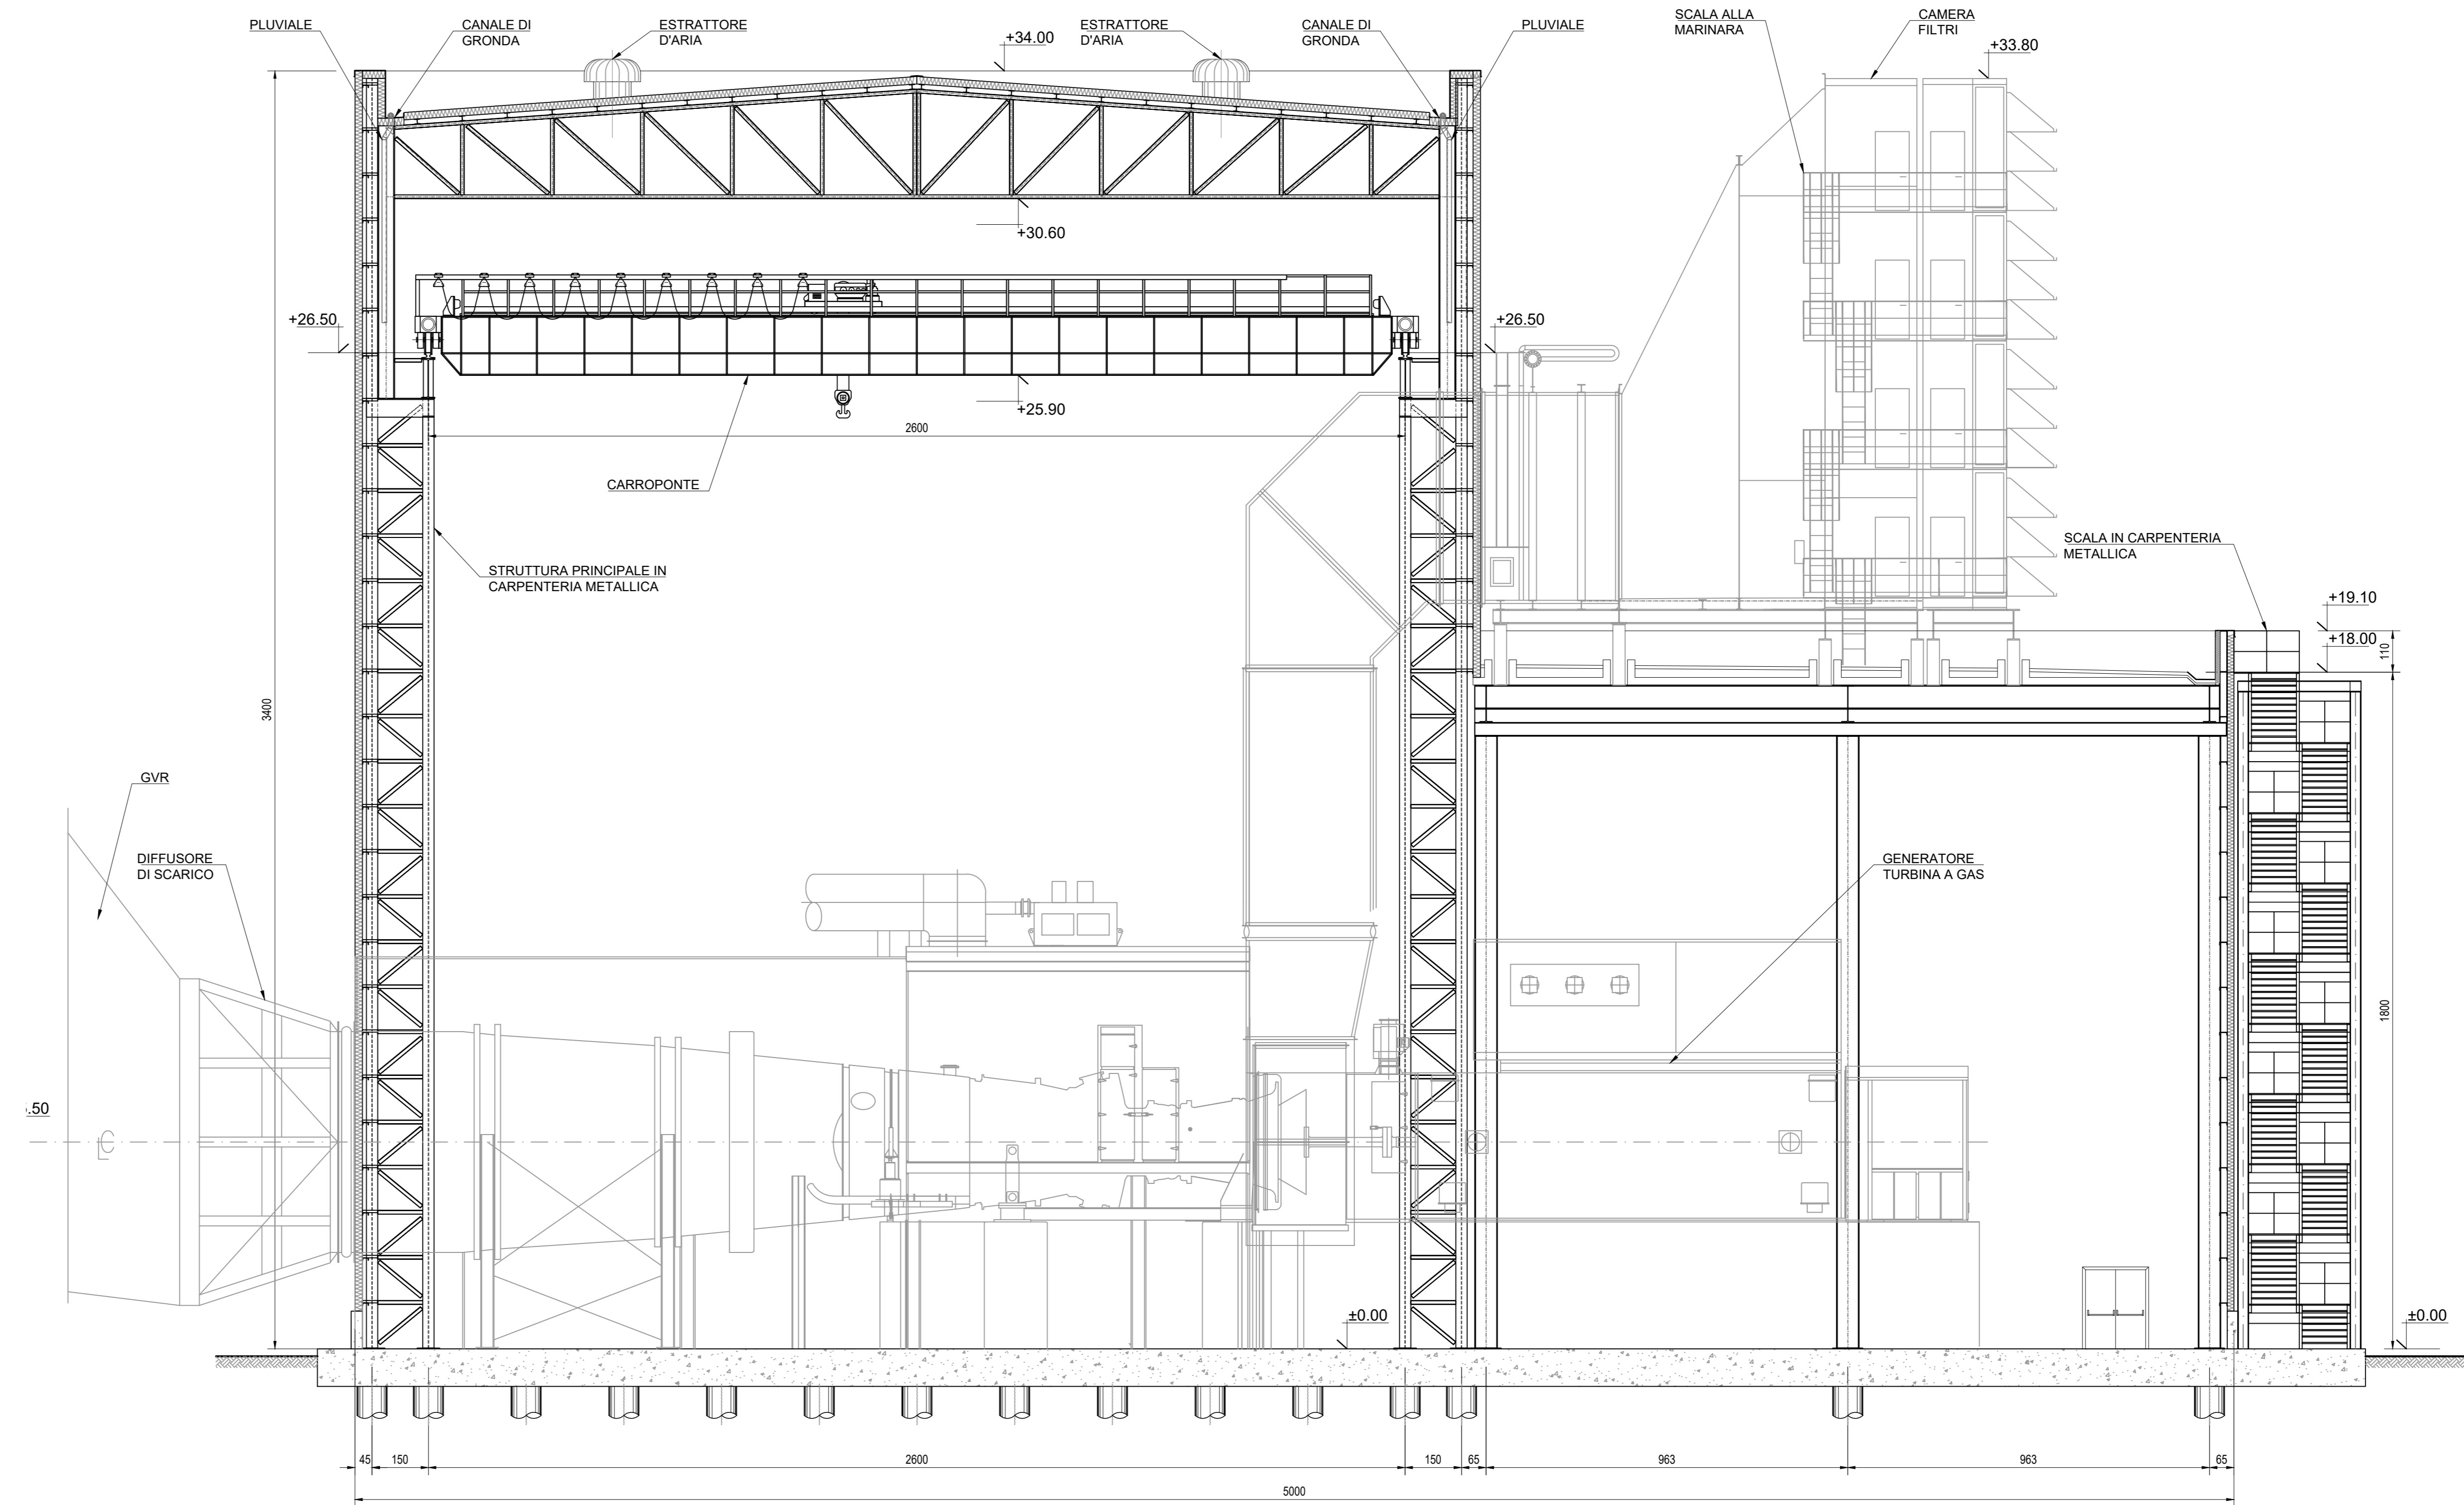 PLUVIALE
CANALE DI
GRONDA
ESTRATTORE
D'ARIA
+34.00
ESTRATTORE
D'ARIA
CANALE DI
GRONDA
PLUVIALE
SCALA ALLA
MARINARA
CAMERA
FILTRI
+33.80
+30.60
+26.50
+26.50
+25.90
2600
CARROPONTE
STRUTTURA PRINCIPALE IN
CARPENTERIA METALLICA
SCALA IN CARPENTERIA
METALLICA
+19.10
+18.00
110
3400
GVR
DIFFUSORE
DI SCARICO
GENERATORE
TURBINA A GAS
1800
.50
±0.00
±0.00
45
150
2600
150
65
963
963
65
5000